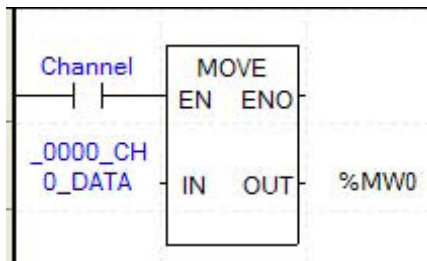 Channel
MOVE
EN ENO
_0000_CH
0_DATA
IN OUT
%MW0